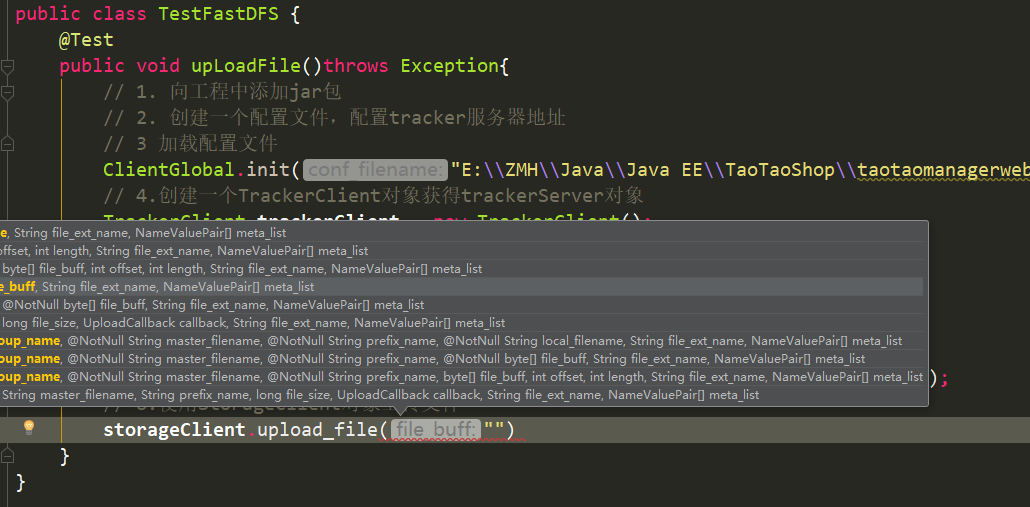 public class TestFastDFS {
@Test
public void upLoadFile()throws Exception{
// 1. 向工程中添加jar包
// 2. 创建一个配置文件，配置tracker服务器地址
// 3 加载配置文件
ClientGlobal.init( conf_filename: "E:\\ZMH\\Java\\Java EE\\TaoTaoShop\\taotaomanagerweb
// 4.创建一个TrackerClient对象获得trackerServer对象
TrackerClient trackerClient = new TrackerClient();
e, String file_ext_name, NameValuePair[] meta_list
offset, int length, String file_ext_name, NameValuePair[] meta_list
byte[] file_buff, int offset, int length, String file_ext_name, NameValuePair[] meta_list
e_buff, String file_ext_name, NameValuePair[] meta_list
@NotNull byte[] file_buff, String file_ext_name, NameValuePair[] meta_list
long file_size, UploadCallback callback, String file_ext_name, NameValuePair[] meta_list
oup_name, @NotNull String master_filename, @NotNull String prefix_name, @NotNull String local_filename, String file_ext_name, NameValuePair[] meta_list
oup_name, @NotNull String master_filename, @NotNull String prefix_name, @NotNull byte[] file_buff, String file_ext_name, NameValuePair[] meta_list
oup_name, @NotNull String master_filename, @NotNull String prefix_name, byte[] file_buff, int offset, int length, String file_ext_name, NameValuePair[] meta_list );
String master_filename, String prefix_name, long file_size, UploadCallback callback, String file_ext_name, NameValuePair[] meta_list
storageClient.upload_file( file_buff: "")
}
}